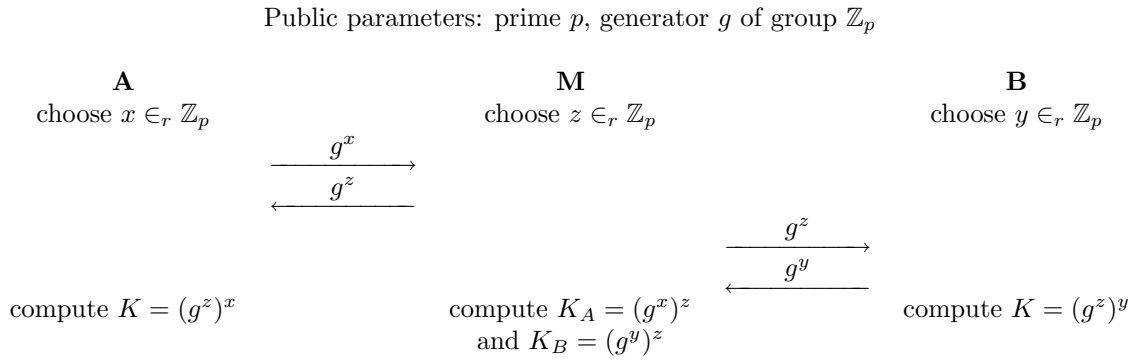 Public parameters: prime p, generator g of group ℤ_p
A M B
choose x ∈_r ℤ_p choose z ∈_r ℤ_p choose y ∈_r ℤ_p
g^x
g^z
g^z
g^y
compute K = (g^z)^x compute K_A = (g^x)^z compute K = (g^z)^y
and K_B = (g^y)^z